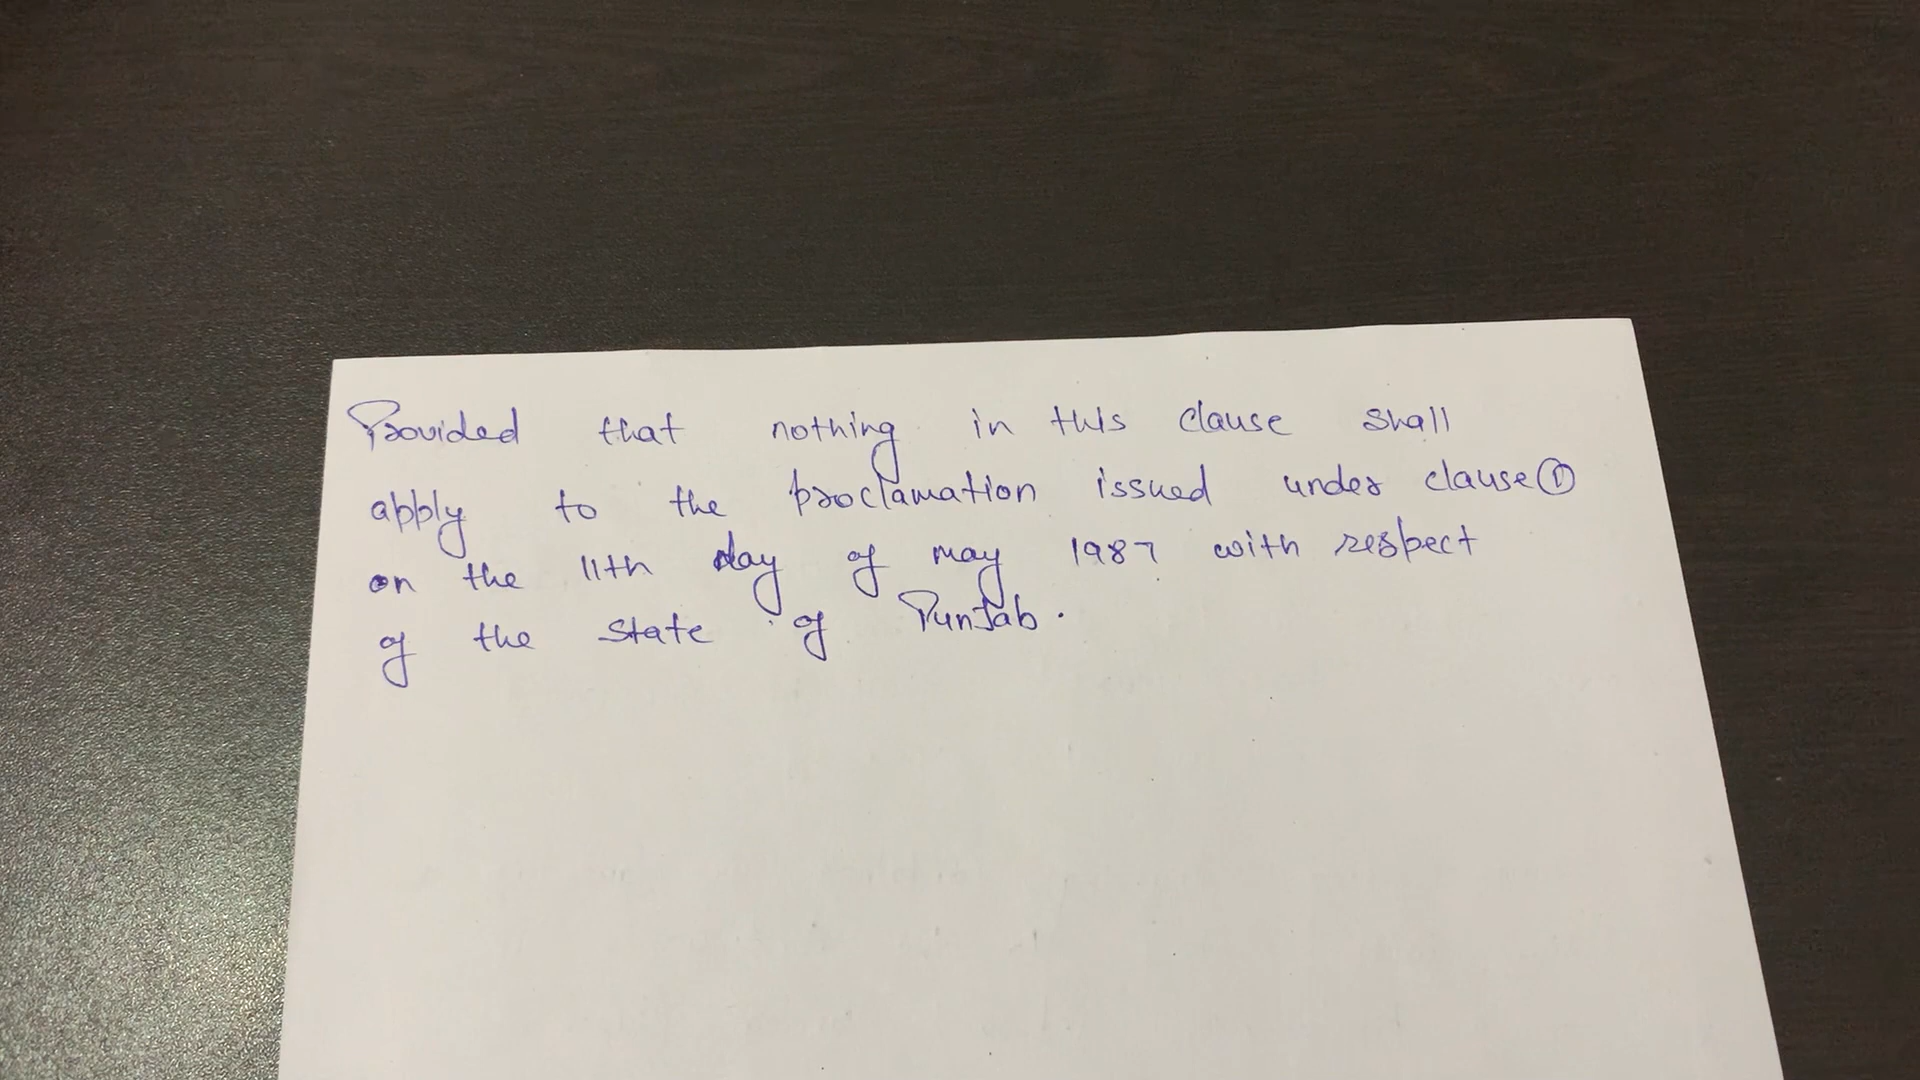 Provided that nothing in this clause shall
apply to the proclamation issued under clause ①
on the 11th day of may 1987 with respect
of the state of Punjab.